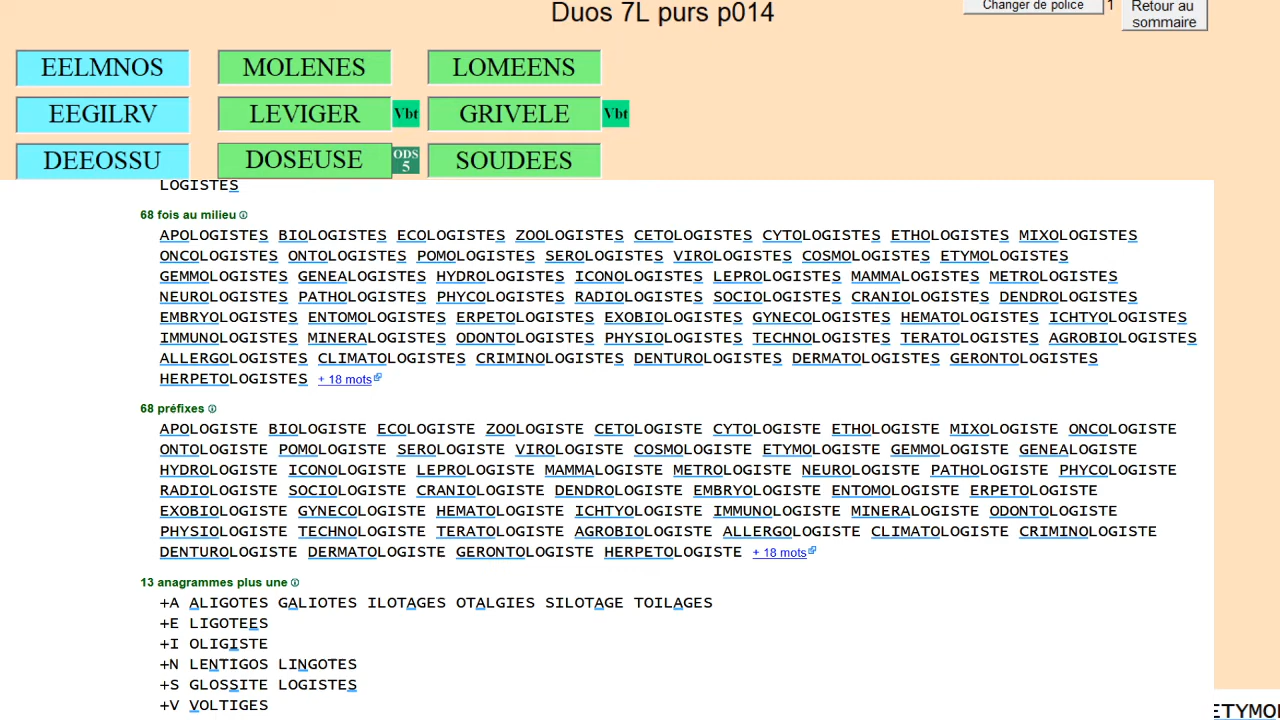 Duos 7L purs p014
Changer de police 1
Retour au sommaire
EELMNOS MOLENES LOMEENS
EEGILRV LEVIGER Vbt GRIVELE Vbt
DEEOSSU DOSEUSE ODS 5 SOUDEES
LOGISTES
68 fois au milieu
APOLOGISTES BIOLOGISTES ECOLOGISTES ZOOLOGISTES CETOLOGISTES CYTOLOGISTES ETHOLOGISTES MIXOLOGISTES
ONCOLOGISTES ONTOLOGISTES POMOLOGISTES SEROLOGISTES VIROLOGISTES COSMOLOGISTES ETYMOLOGISTES
GEMMOLOGISTES GENEALOGISTES HYDROLOGISTES ICONOLOGISTES LEPROLOGISTES MAMMALOGISTES METROLOGISTES
NEUROLOGISTES PATHOLOGISTES PHYCOLOGISTES RADIOLOGISTES SOCIOLOGISTES CRANIOLOGISTES DENDROLOGISTES
EMBRYOLOGISTES ENTOMOLOGISTES ERPETOLOGISTES EXOBIOLOGISTES GYNECOLOGISTES HEMATOLOGISTES ICHTYOLOGISTES
IMMUNOLOGISTES MINERALOGISTES ODONTOLOGISTES PHYSIOLOGISTES TECHNOLOGISTES TERATOLOGISTES AGROBIOLOGISTES
ALLERGOLOGISTES CLIMATOLOGISTES CRIMINOLOGISTES DENTUROLOGISTES DERMATOLOGISTES GERONTOLOGISTES
HERPETOLOGISTES + 18 mots
68 préfixes
APOLOGISTE BIOLOGISTE ECOLOGISTE ZOOLOGISTE CETOLOGISTE CYTOLOGISTE ETHOLOGISTE MIXOLOGISTE ONCOLOGISTE
ONTOLOGISTE POMOLOGISTE SEROLOGISTE VIROLOGISTE COSMOLOGISTE ETYMOLOGISTE GEMMOLOGISTE GENEALOGISTE
HYDROLOGISTE ICONOLOGISTE LEPROLOGISTE MAMMALOGISTE METROLOGISTE NEUROLOGISTE PATHOLOGISTE PHYCOLOGISTE
RADIOLOGISTE SOCIOLOGISTE CRANIOLOGISTE DENDROLOGISTE EMBRYOLOGISTE ENTOMOLOGISTE ERPETOLOGISTE
EXOBIOLOGISTE GYNECOLOGISTE HEMATOLOGISTE ICHTYOLOGISTE IMMUNOLOGISTE MINERALOGISTE ODONTOLOGISTE
PHYSIOLOGISTE TECHNOLOGISTE TERATOLOGISTE AGROBIOLOGISTE ALLERGOLOGISTE CLIMATOLOGISTE CRIMINOLOGISTE
DENTUROLOGISTE DERMATOLOGISTE GERONTOLOGISTE HERPETOLOGISTE + 18 mots
13 anagrammes plus une
+A ALIGOTES GALIOTES ILOTAGES OTALGIES SILOTAGE TOILAGES
+E LIGOTEES
+I OLIGISTE
+N LENTIGOS LINGOTES
+S GLOSSITE LOGISTES
+V VOLTIGES